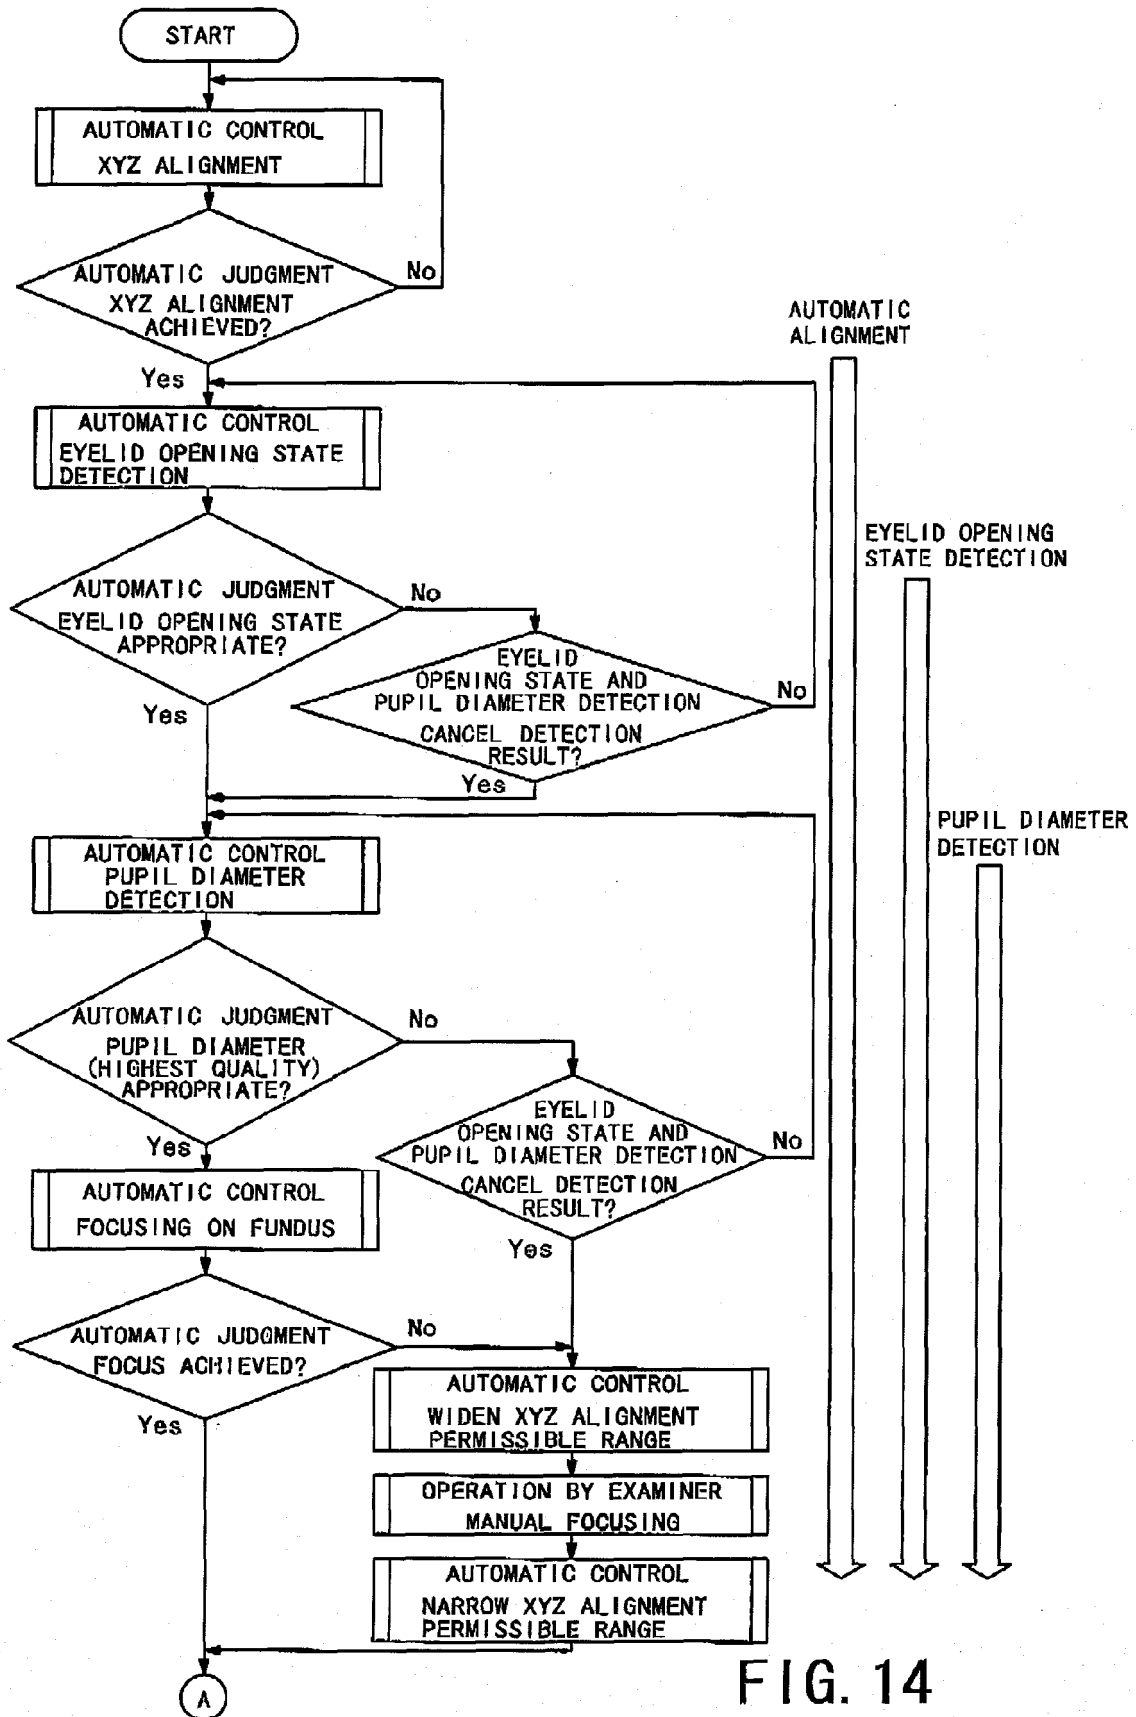 START
AUTOMATIC CONTROL
XYZ ALIGNMENT
AUTOMATIC JUDGMENT
XYZ ALIGNMENT
ACHIEVED?
No
Yes
AUTOMATIC
ALIGNMENT
AUTOMATIC CONTROL
EYELID OPENING STATE
DETECTION
EYELID OPENING
STATE DETECTION
AUTOMATIC JUDGMENT
EYELID OPENING STATE
APPROPRIATE?
No
Yes
EYELID
OPENING STATE AND
PUPIL DIAMETER DETECTION
CANCEL DETECTION
RESULT?
No
Yes
PUPIL DIAMETER
DETECTION
AUTOMATIC CONTROL
PUPIL DIAMETER
DETECTION
AUTOMATIC JUDGMENT
PUPIL DIAMETER
(HIGHEST QUALITY)
APPROPRIATE?
No
Yes
EYELID
OPENING STATE AND
PUPIL DIAMETER DETECTION
CANCEL DETECTION
RESULT?
No
Yes
AUTOMATIC CONTROL
FOCUSING ON FUNDUS
AUTOMATIC JUDGMENT
FOCUS ACHIEVED?
No
Yes
AUTOMATIC CONTROL
WIDEN XYZ ALIGNMENT
PERMISSIBLE RANGE
OPERATION BY EXAMINER
MANUAL FOCUSING
AUTOMATIC CONTROL
NARROW XYZ ALIGNMENT
PERMISSIBLE RANGE
A
FIG. 14